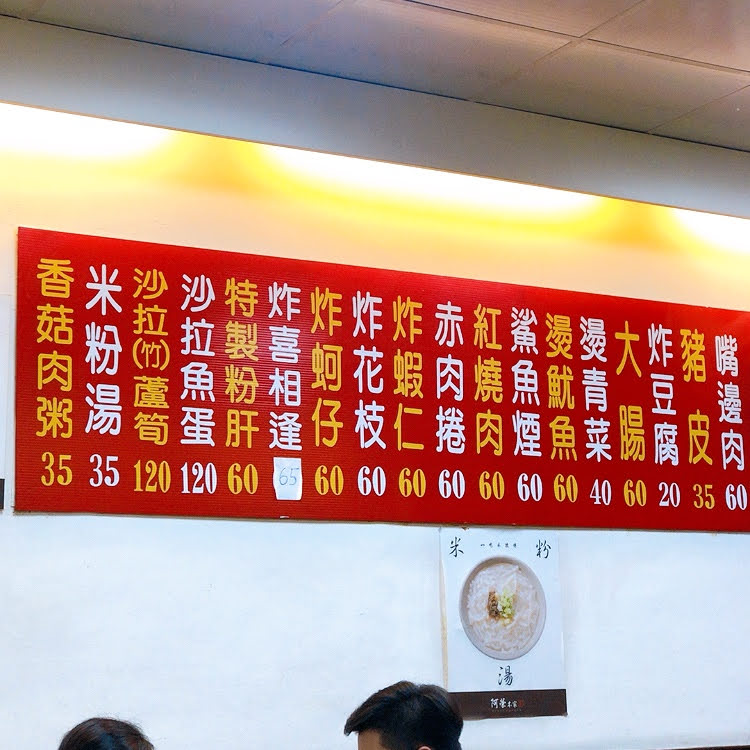 香菇肉粥 35
米粉湯 35
沙拉(竹)蘆筍 120
沙拉魚蛋 120
特製粉肝 60
炸喜相逢 65
炸蚵仔 60
炸花枝 60
炸蝦仁 60
赤肉捲 60
紅燒肉 60
鯊魚煙 60
燙魷魚 60
燙青菜 40
大腸 60
炸豆腐 20
豬皮 35
嘴邊肉 60
米粉
湯